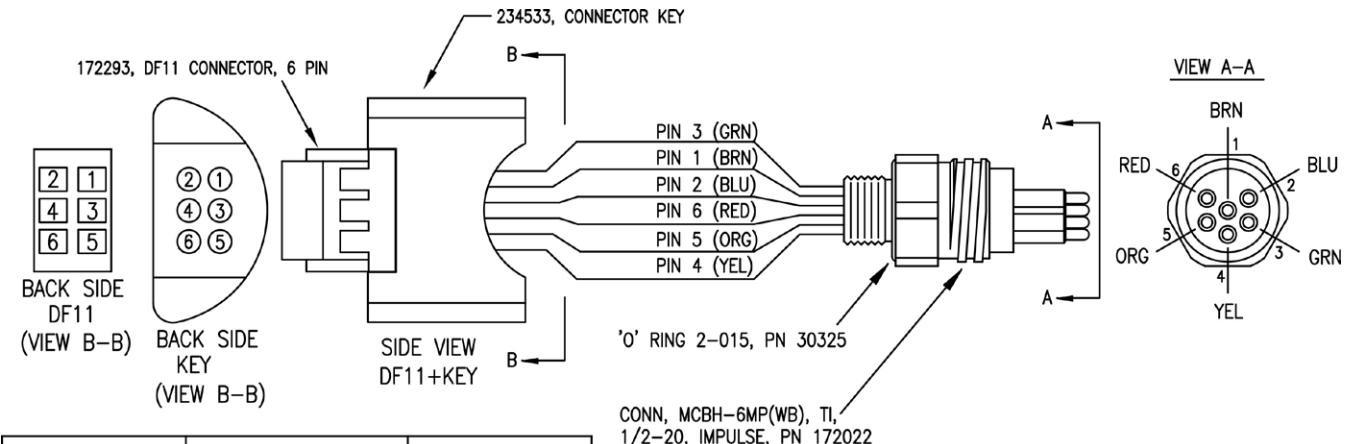 234533, CONNECTOR KEY
172293, DF11 CONNECTOR, 6 PIN
B
VIEW A-A
BRN
1
RED
6
BLU
2
ORG
5
GRN
3
4
YEL
A
PIN 3 (GRN)
PIN 1 (BRN)
PIN 2 (BLU)
PIN 6 (RED)
PIN 5 (ORG)
PIN 4 (YEL)
2 1
4 3
6 5
2 1
4 3
6 5
BACK SIDE
DF11
(VIEW B-B)
BACK SIDE
KEY
(VIEW B-B)
SIDE VIEW
DF11+KEY
B
A
'O' RING 2-015, PN 30325
CONN, MCBH-6MP(WB), TI,
1/2-20, IMPULSE, PN 172022